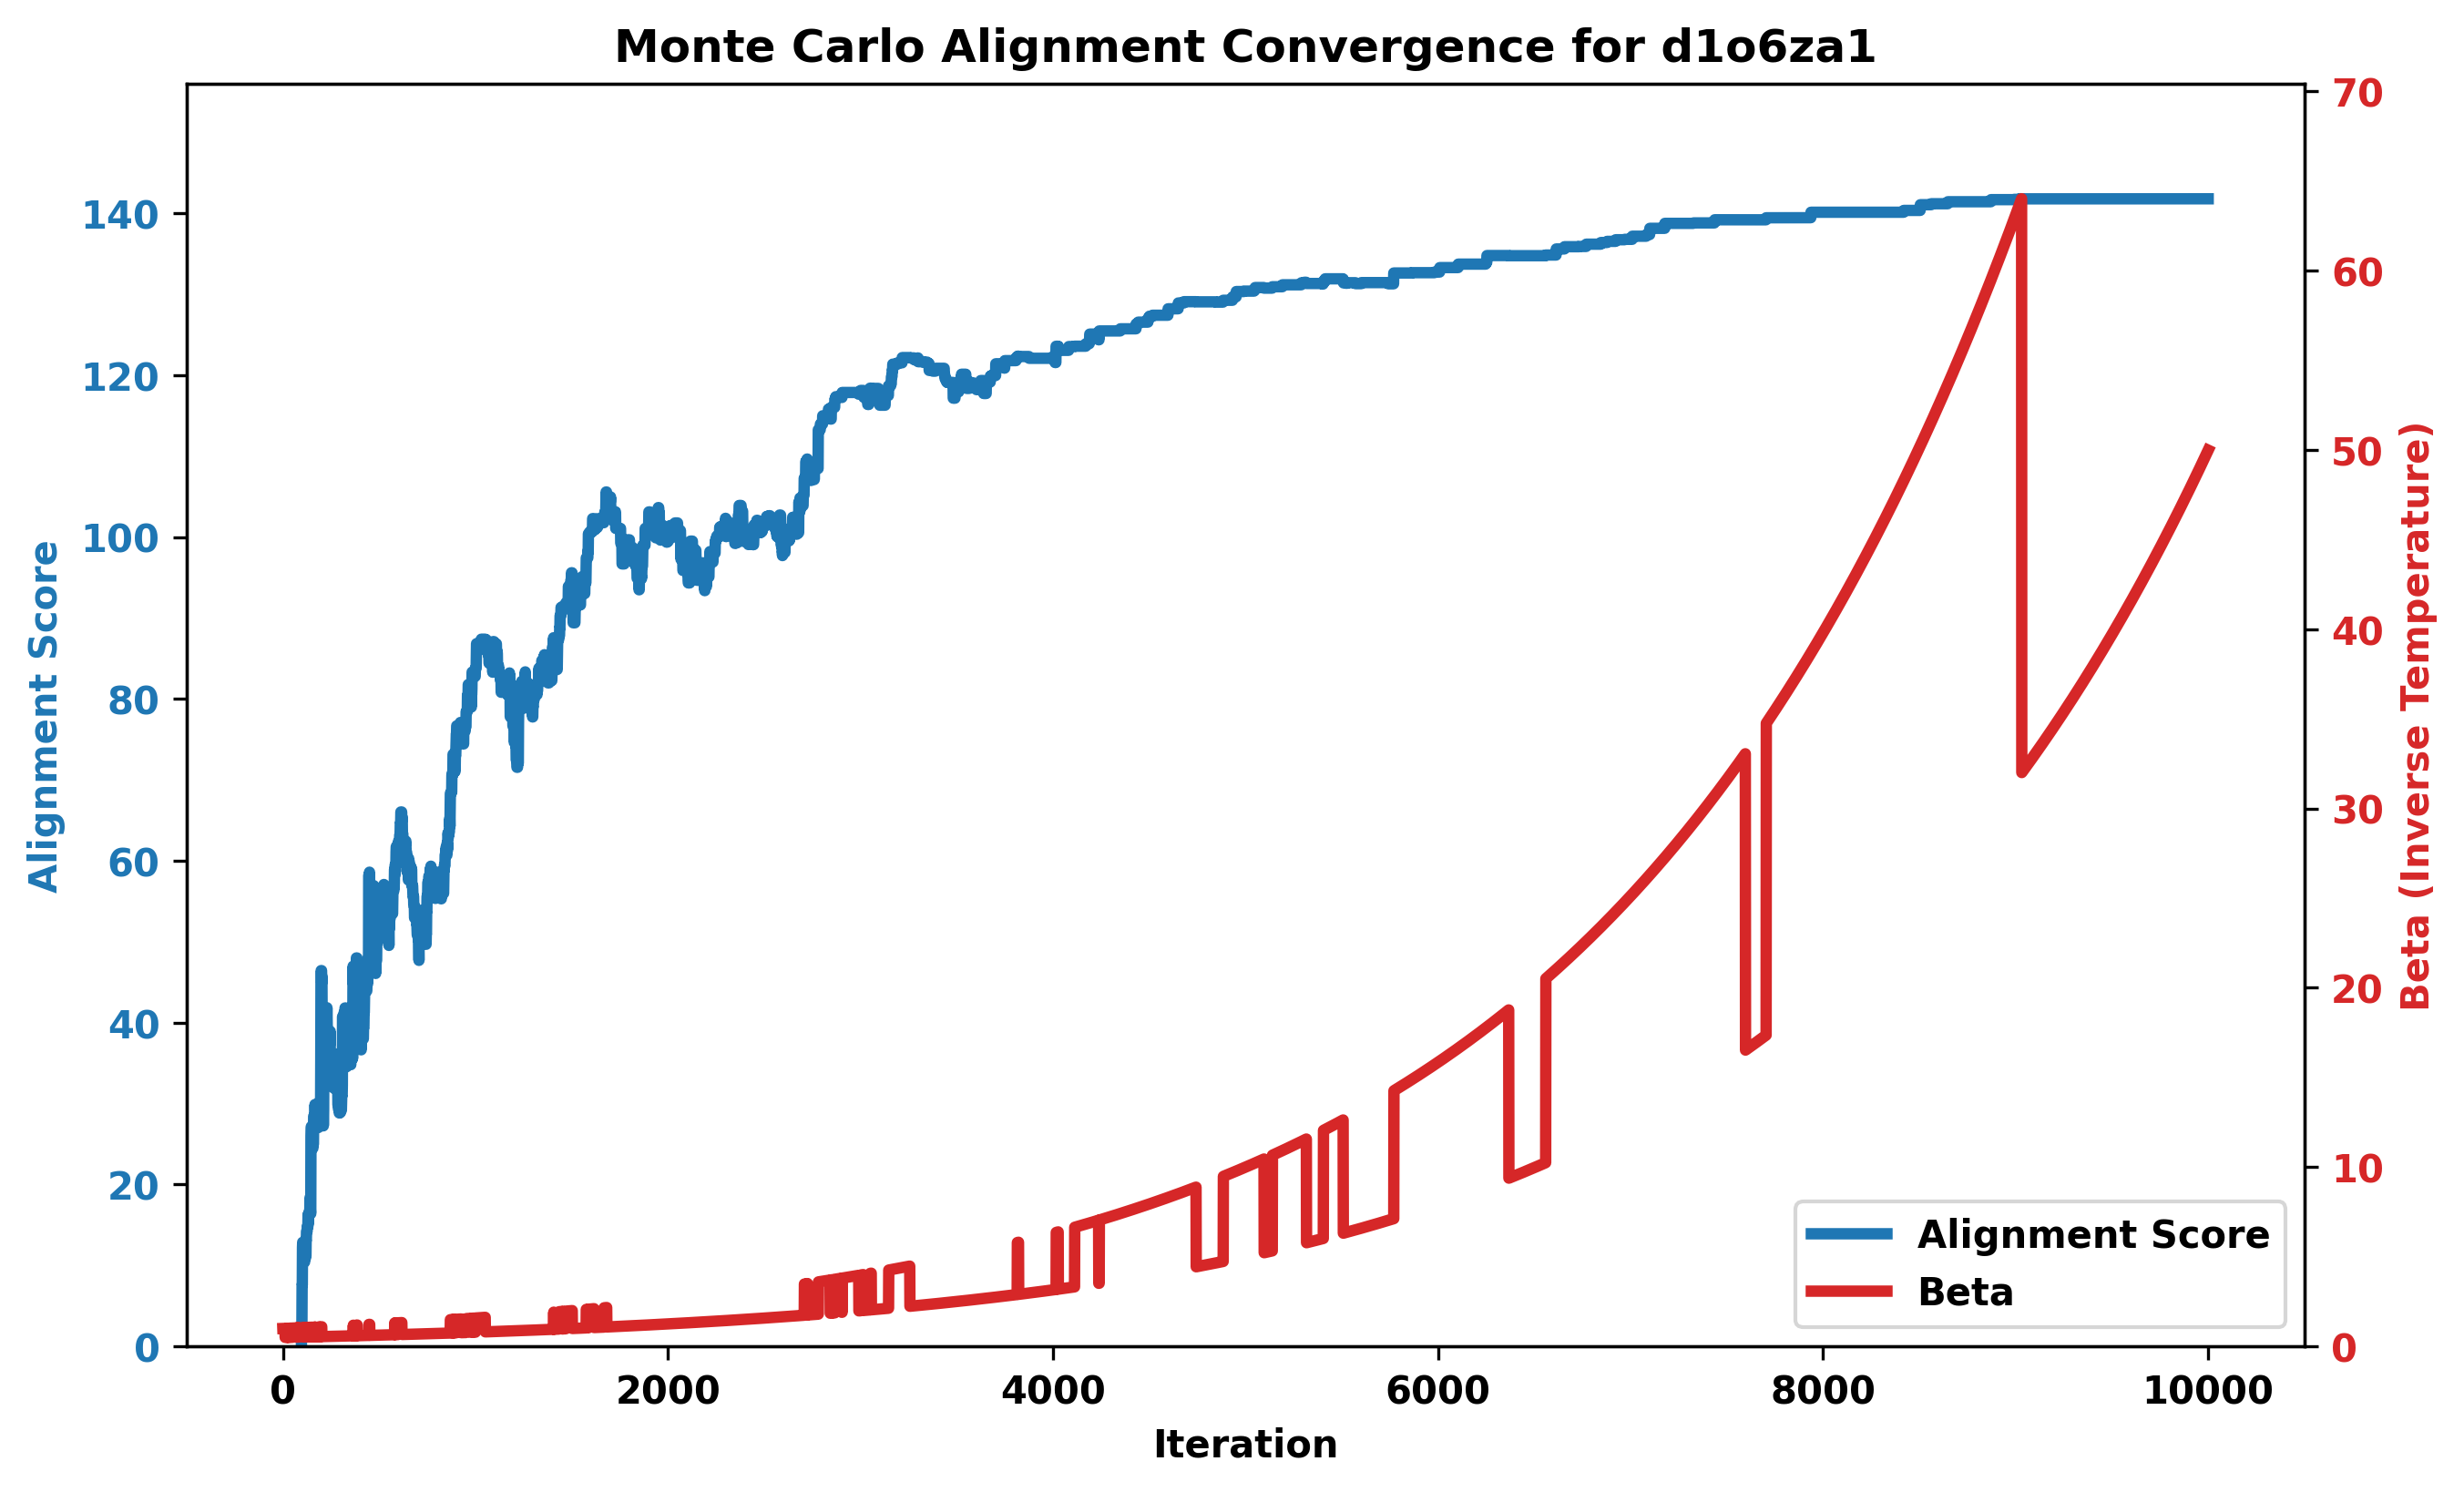 Monte Carlo Alignment Convergence for d1o6za1
Alignment Score
140
120
100
80
60
40
20
0
70
60
50
40
30
20
10
0
Beta (Inverse Temperature)
Alignment Score
Beta
0 2000 4000 6000 8000 10000
Iteration